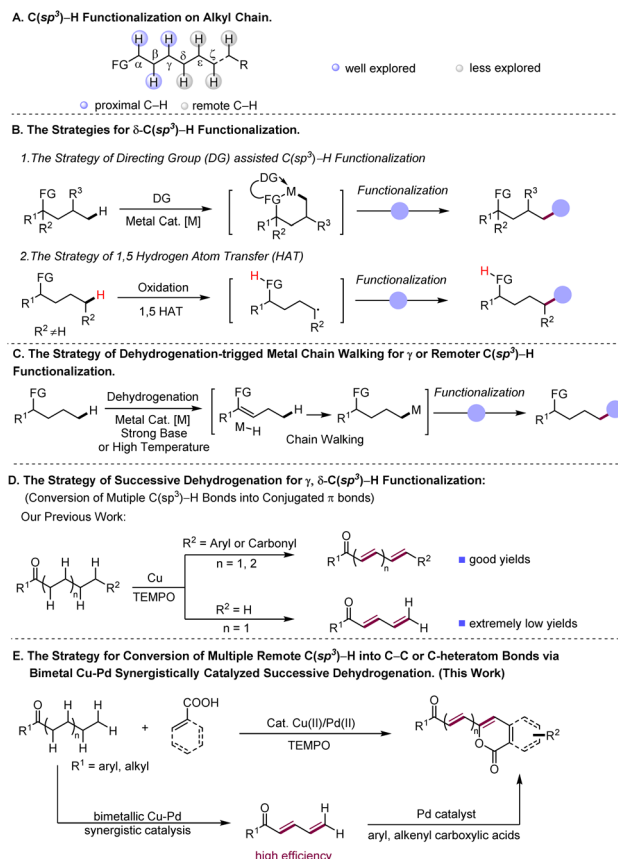 A. C(sp³)–H Functionalization on Alkyl Chain.
H H H H
FG α β γ δ ε ζ R
H H H
well explored less explored
proximal C–H remote C–H
B. The Strategies for δ-C(sp³)–H Functionalization.
1.The Strategy of Directing Group (DG) assisted C(sp³)–H Functionalization
FG R³ H R¹ R²
DG
Metal Cat. [M]
DG M FG R¹ R² R³
Functionalization
FG R³ R¹ R²
2.The Strategy of 1,5 Hydrogen Atom Transfer (HAT)
FG H R¹ R²
R² ≠H
Oxidation
1,5 HAT
H FG R¹ R²
Functionalization
H FG R¹ R²
C. The Strategy of Dehydrogenation-trigged Metal Chain Walking for γ or Remoter C(sp³)–H
Functionalization.
FG R¹ H
Dehydrogenation
Metal Cat. [M]
Strong Base
or High Temperature
FG R¹ H M–H
FG R¹ M
Chain Walking
Functionalization
FG R¹
D. The Strategy of Successive Dehydrogenation for γ, δ-C(sp³)–H Functionalization:
(Conversion of Mutiple C(sp³)–H Bonds into Conjugated π bonds)
Our Previous Work:
O H H R¹ n R² H H
Cu
TEMPO
R² = Aryl or Carbonyl
n = 1, 2
O R¹ n R²
good yields
R² = H
n = 1
O H R¹ H
extremely low yields
E. The Strategy for Conversion of Multiple Remote C(sp³)–H into C–C or C-heteratom Bonds via
Bimetal Cu-Pd Synergistically Catalyzed Successive Dehydrogenation. (This Work)
O H H H R¹ n H H H
+
COOH
Cat. Cu(II)/Pd(II)
TEMPO
O R¹ n O O R²
R¹ = aryl, alkyl
bimetallic Cu-Pd
synergistic catalysis
O H R¹ H
high efficiency
Pd catalyst
aryl, alkenyl carboxylic acids